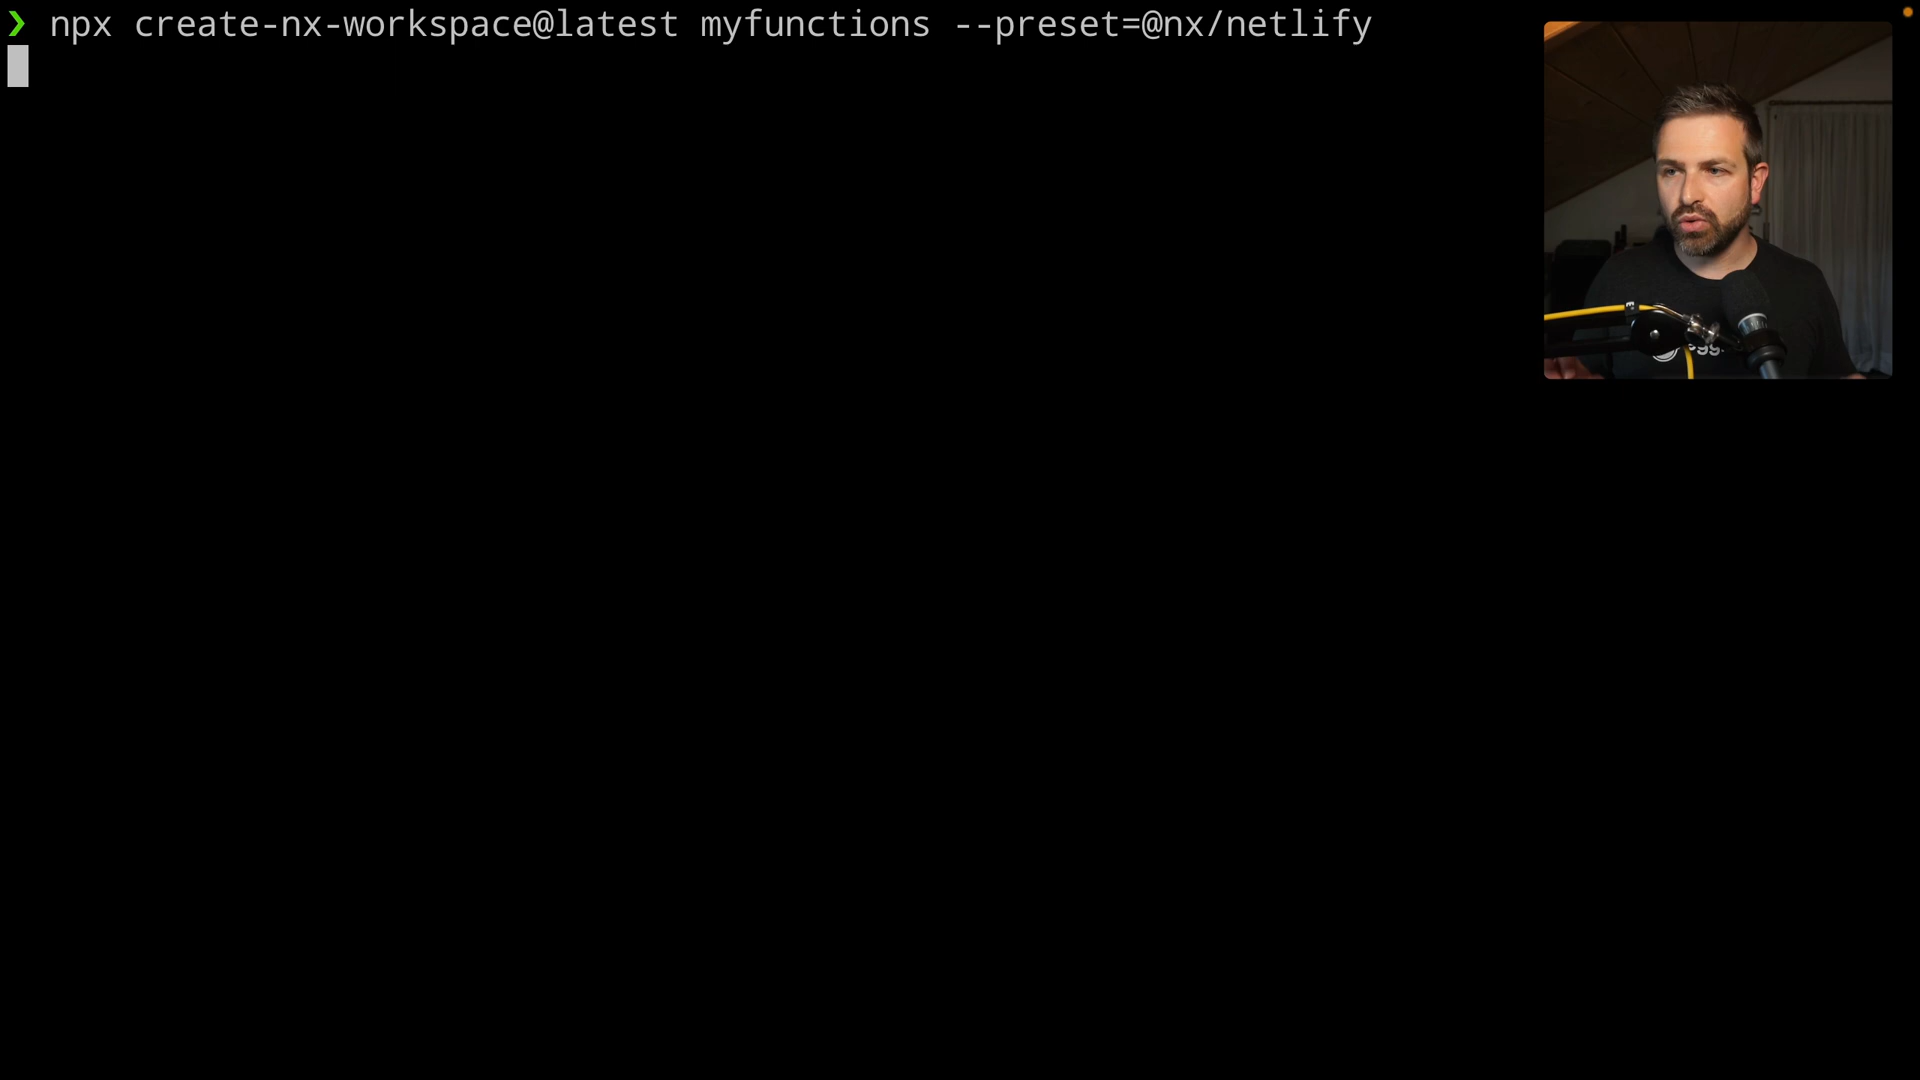 ❯ npx create-nx-workspace@latest myfunctions --preset=@nx/netlify